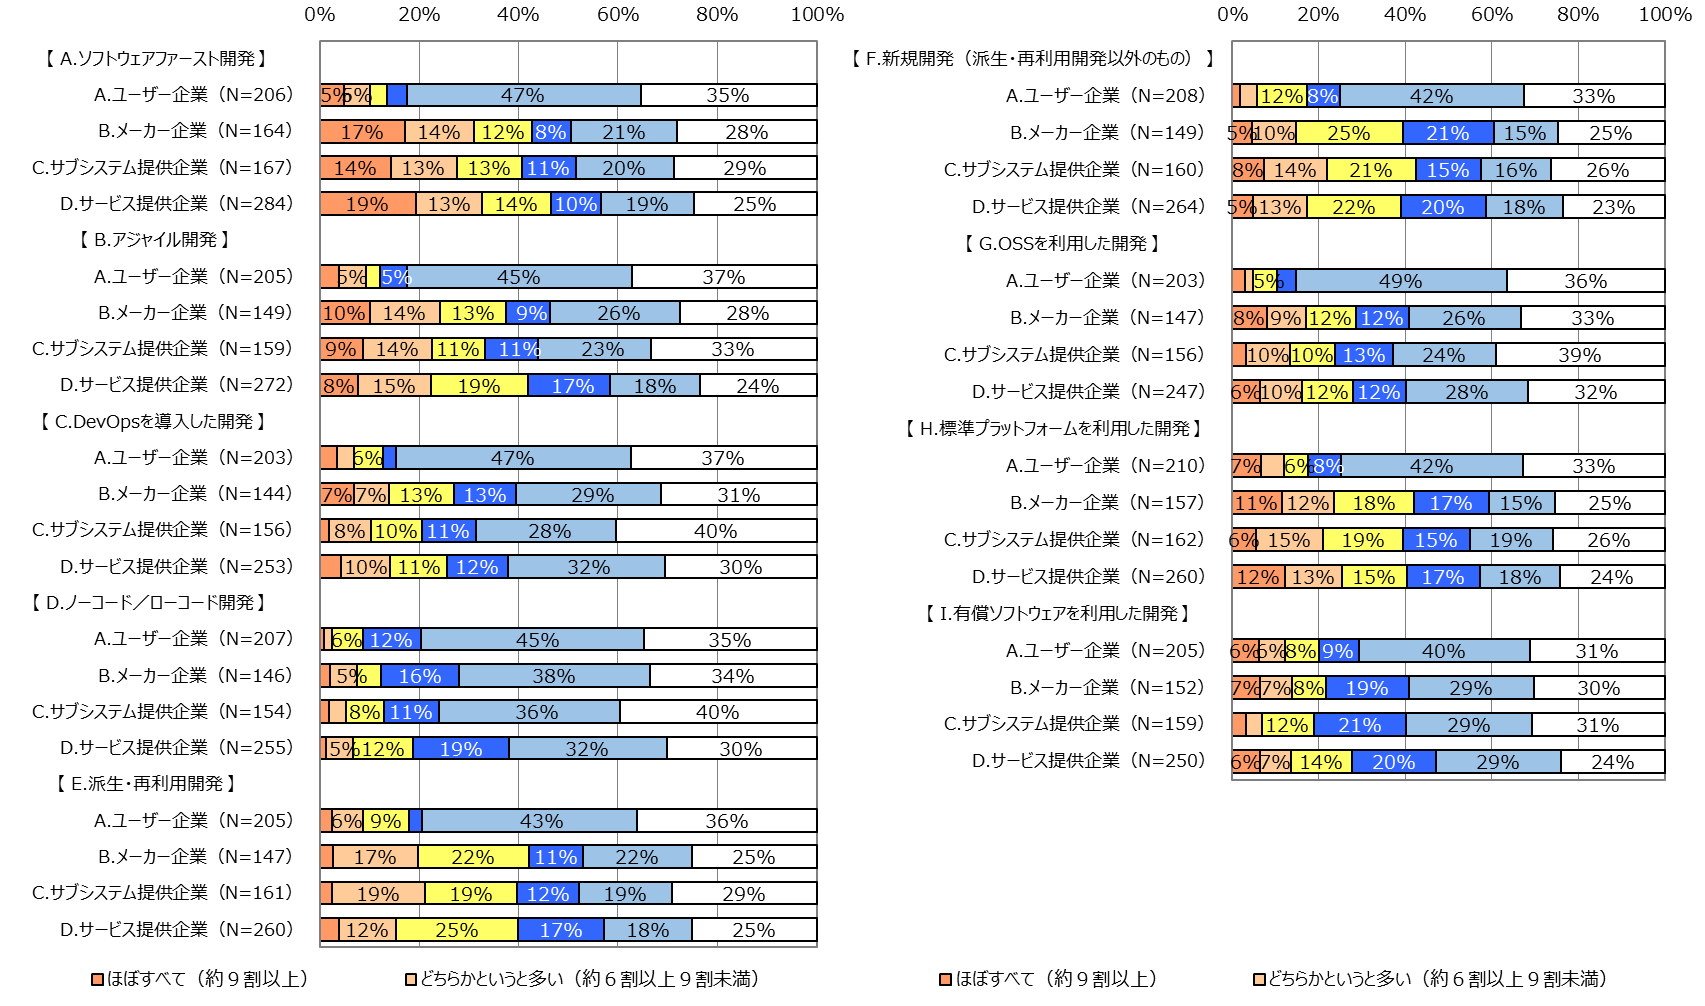 0% 20% 40% 60% 80% 100%
【 A.ソフトウェアファースト開発 】
A.ユーザー企業（N=206） 5% 5% 47% 35%
B.メーカー企業（N=164） 17% 14% 12% 8% 21% 28%
C.サブシステム提供企業（N=167） 14% 13% 13% 11% 20% 29%
D.サービス提供企業（N=284） 19% 13% 14% 10% 19% 25%
【 B.アジャイル開発 】
A.ユーザー企業（N=205） 5% 5% 45% 37%
B.メーカー企業（N=149） 10% 14% 13% 9% 26% 28%
C.サブシステム提供企業（N=159） 9% 14% 11% 11% 23% 33%
D.サービス提供企業（N=272） 8% 15% 19% 17% 18% 24%
【 C.DevOpsを導入した開発 】
A.ユーザー企業（N=203） 6% 47% 37%
B.メーカー企業（N=144） 7% 7% 13% 13% 29% 31%
C.サブシステム提供企業（N=156） 8% 10% 11% 28% 40%
D.サービス提供企業（N=253） 10% 11% 12% 32% 30%
【 D.ノーコード／ローコード開発 】
A.ユーザー企業（N=207） 6% 12% 45% 35%
B.メーカー企業（N=146） 5% 16% 38% 34%
C.サブシステム提供企業（N=154） 8% 11% 36% 40%
D.サービス提供企業（N=255） 5% 12% 19% 32% 30%
【 E.派生・再利用開発 】
A.ユーザー企業（N=205） 6% 9% 43% 36%
B.メーカー企業（N=147） 17% 22% 11% 22% 25%
C.サブシステム提供企業（N=161） 19% 19% 12% 19% 29%
D.サービス提供企業（N=260） 12% 25% 17% 18% 25%
ほぼすべて（約９割以上） どちらかというと多い（約６割以上９割未満）
0% 20% 40% 60% 80% 100%
【 F.新規開発（派生・再利用開発以外のもの） 】
A.ユーザー企業（N=208） 12% 8% 42% 33%
B.メーカー企業（N=149） 5% 10% 25% 21% 15% 25%
C.サブシステム提供企業（N=160） 8% 14% 21% 15% 16% 26%
D.サービス提供企業（N=264） 5% 13% 22% 20% 18% 23%
【 G.OSSを利用した開発 】
A.ユーザー企業（N=203） 5% 49% 36%
B.メーカー企業（N=147） 8% 9% 12% 12% 26% 33%
C.サブシステム提供企業（N=156） 10% 10% 13% 24% 39%
D.サービス提供企業（N=247） 6% 10% 12% 12% 28% 32%
【 H.標準プラットフォームを利用した開発 】
A.ユーザー企業（N=210） 7% 6% 8% 42% 33%
B.メーカー企業（N=157） 11% 12% 18% 17% 15% 25%
C.サブシステム提供企業（N=162） 6% 15% 19% 15% 19% 26%
D.サービス提供企業（N=260） 12% 13% 15% 17% 18% 24%
【 I.有償ソフトウェアを利用した開発 】
A.ユーザー企業（N=205） 6% 6% 8% 9% 40% 31%
B.メーカー企業（N=152） 7% 7% 8% 19% 29% 30%
C.サブシステム提供企業（N=159） 12% 21% 29% 31%
D.サービス提供企業（N=250） 6% 7% 14% 20% 29% 24%
ほぼすべて（約９割以上） どちらかというと多い（約６割以上９割未満）